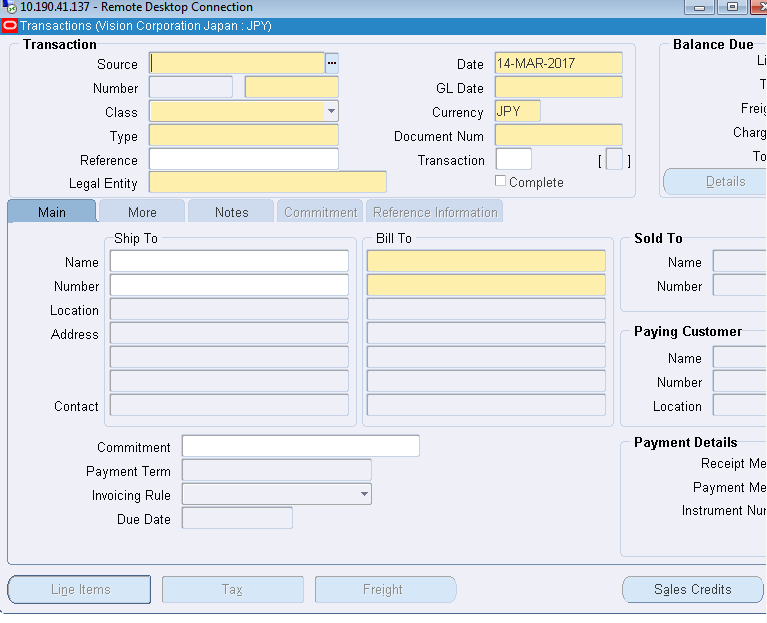 10.190.41.137 - Remote Desktop Connection
Transactions (Vision Corporation Japan : JPY)
Transaction
Source ...
Number
Class
Type
Reference
Legal Entity
Date 14-MAR-2017
GL Date
Currency JPY
Document Num
Transaction [ ]
Complete
Balance Due
Li
T
Freig
Charg
To
Details
Main More Notes Commitment Reference Information
Ship To Bill To
Name
Number
Location
Address
Contact
Sold To
Name
Number
Paying Customer
Name
Number
Location
Commitment
Payment Term
Invoicing Rule
Due Date
Payment Details
Receipt Me
Payment Me
Instrument Nur
Line Items Tax Freight Sales Credits